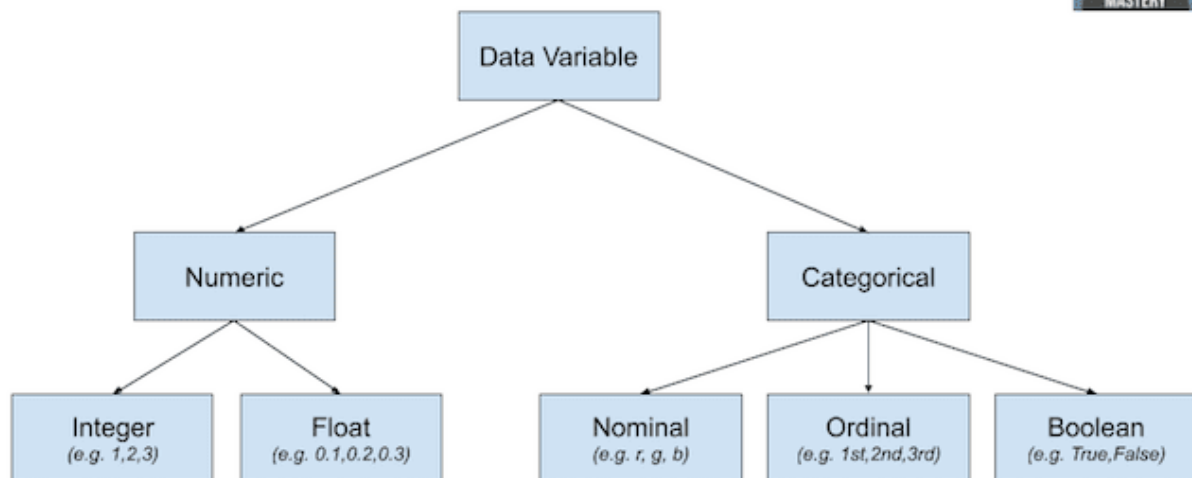 MASTERY
Data Variable
Numeric
Categorical
Integer
(e.g. 1,2,3)
Float
(e.g. 0.1,0.2,0.3)
Nominal
(e.g. r, g, b)
Ordinal
(e.g. 1st,2nd,3rd)
Boolean
(e.g. True,False)